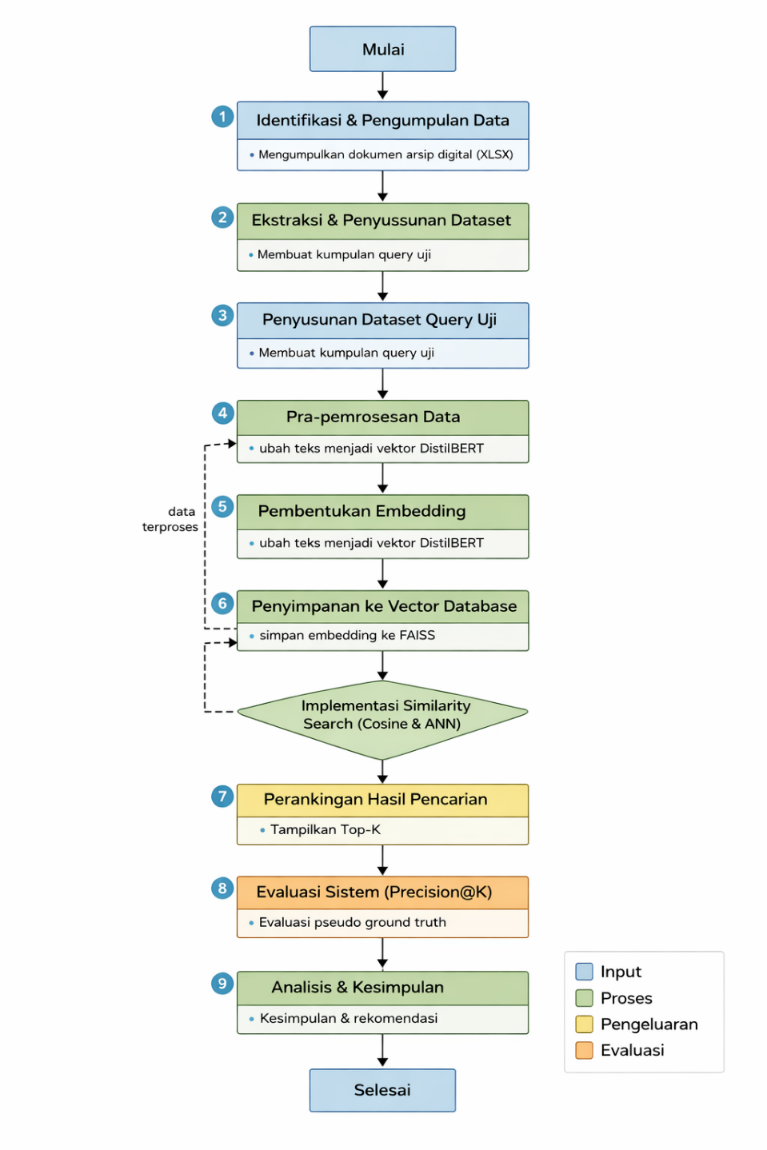 Mulai
1
Identifikasi & Pengumpulan Data
• Mengumpulkan dokumen arsip digital (XLSX)
2
Ekstraksi & Penyussunan Dataset
• Membuat kumpulan query uji
3
Penyusunan Dataset Query Uji
• Membuat kumpulan query uji
4
Pra-pemrosesan Data
• ubah teks menjadi vektor DistilBERT
data
terproses
5
Pembentukan Embedding
• ubah teks menjadi vektor DistilBERT
6
Penyimpanan ke Vector Database
• simpan embedding ke FAISS
Implementasi Similarity
Search (Cosine & ANN)
7
Perankingan Hasil Pencarian
• Tampilkan Top-K
8
Evaluasi Sistem (Precision@K)
• Evaluasi pseudo ground truth
9
Analisis & Kesimpulan
• Kesimpulan & rekomendasi
Selesai
Input
Proses
Pengeluaran
Evaluasi